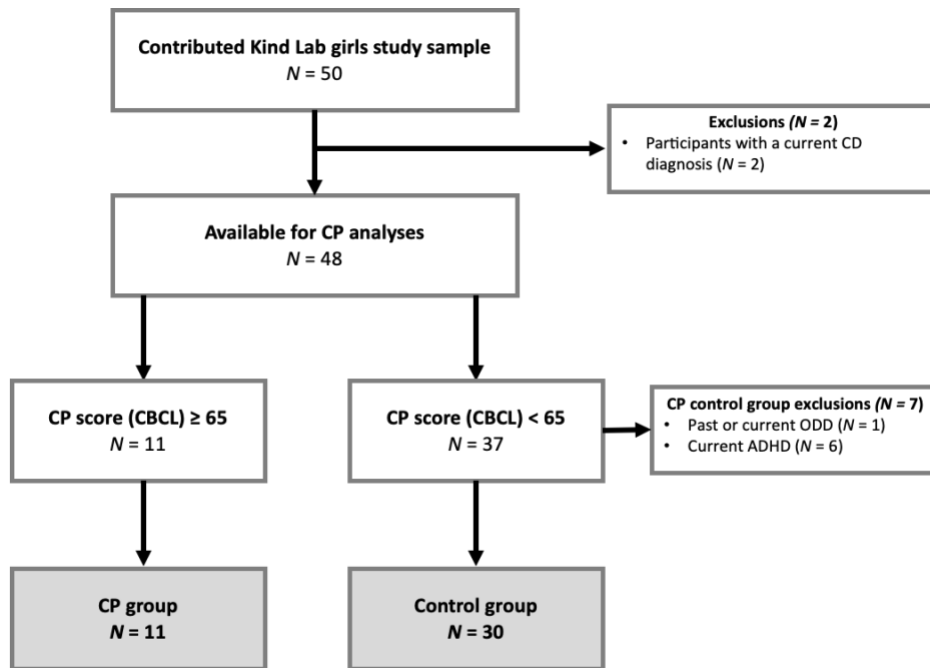 Contributed Kind Lab girls study sample
N = 50
Exclusions (N = 2)
• Participants with a current CD
diagnosis (N = 2)
Available for CP analyses
N = 48
CP score (CBCL) ≥ 65
N = 11
CP score (CBCL) < 65
N = 37
CP control group exclusions (N = 7)
• Past or current ODD (N = 1)
• Current ADHD (N = 6)
CP group
N = 11
Control group
N = 30